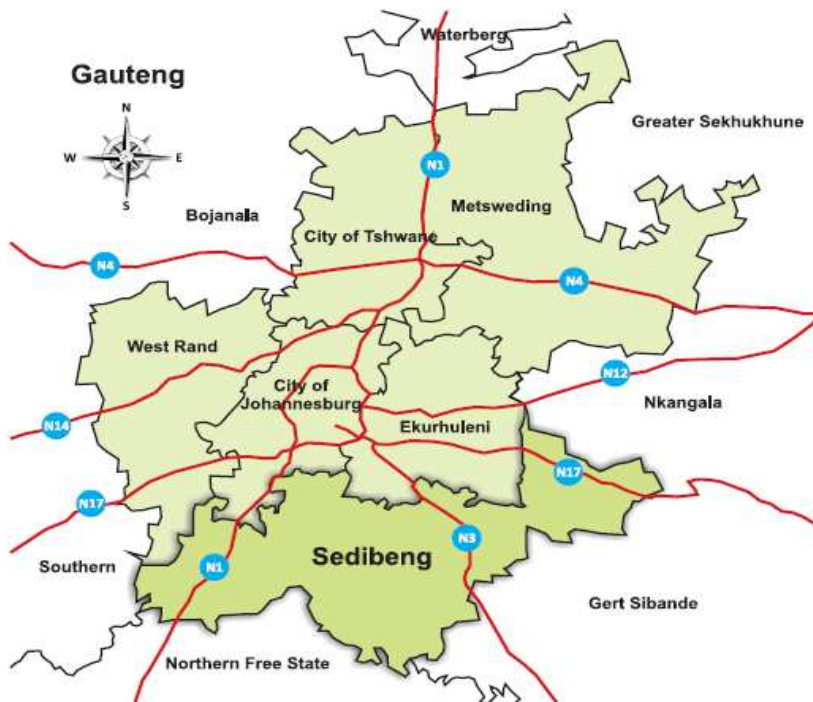 Waterberg
Gauteng
N
W
E
S
Greater Sekhukhune
N1
Metsweding
Bojanala
City of Tshwane
N4
N4
West Rand
City of
Johannesburg
N12
Nkangala
N14
Ekurhuleni
N17
N17
Sedibeng
N3
Southern
N1
Gert Sibande
Northern Free State